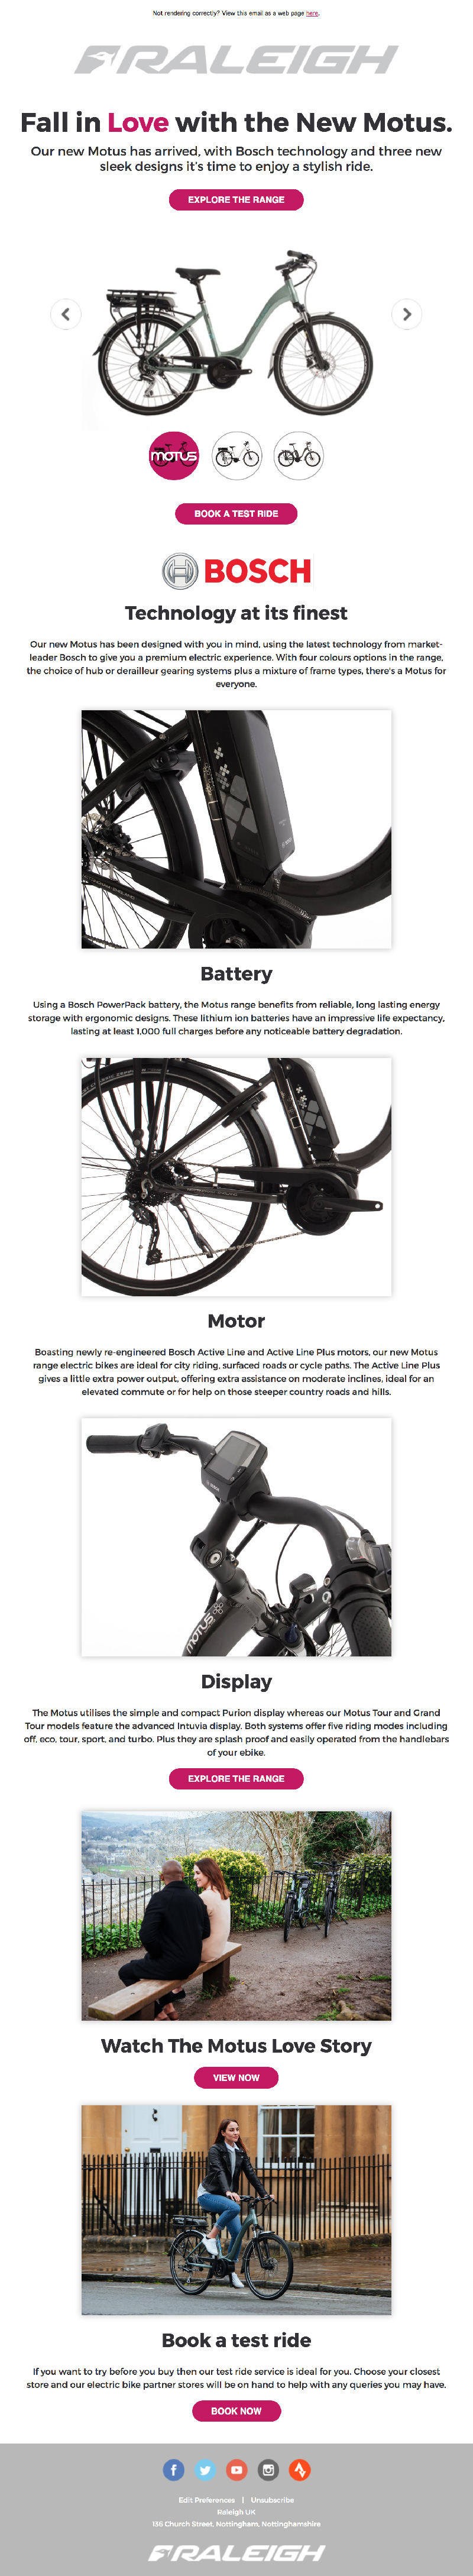 Not rendering correctly? View this email as a web page here.
RALEIGH
Fall in Love with the New Motus.
Our new Motus has arrived, with Bosch technology and three new
sleek designs it's time to enjoy a stylish ride.
EXPLORE THE RANGE
motus
BOOK A TEST RIDE
BOSCH
Technology at its finest
Our new Motus has been designed with you in mind, using the latest technology from market-
leader Bosch to give you a premium electric experience. With four colours options in the range,
the choice of hub or derailleur gearing systems plus a mixture of frame types, there's a Motus for
everyone.
Battery
Using a Bosch PowerPack battery, the Motus range benefits from reliable, long lasting energy
storage with ergonomic designs. These lithium ion batteries have an impressive life expectancy,
lasting at least 1,000 full charges before any noticeable battery degradation.
Motor
Boasting newly re-engineered Bosch Active Line and Active Line Plus motors, our new Motus
range electric bikes are ideal for city riding, surfaced roads or cycle paths. The Active Line Plus
gives a little extra power output, offering extra assistance on moderate inclines, ideal for an
elevated commute or for help on those steeper country roads and hills.
MOTUS
Display
The Motus utilises the simple and compact Purion display whereas our Motus Tour and Grand
Tour models feature the advanced Intuvia display. Both systems offer five riding modes including
off, eco, tour, sport, and turbo. Plus they are splash proof and easily operated from the handlebars
of your ebike.
EXPLORE THE RANGE
Watch The Motus Love Story
VIEW NOW
Book a test ride
If you want to try before you buy then our test ride service is ideal for you. Choose your closest
store and our electric bike partner stores will be on hand to help with any queries you may have.
BOOK NOW
Edit Preferences | Unsubscribe
Raleigh UK
136 Church Street, Nottingham, Nottinghamshire
RALEIGH